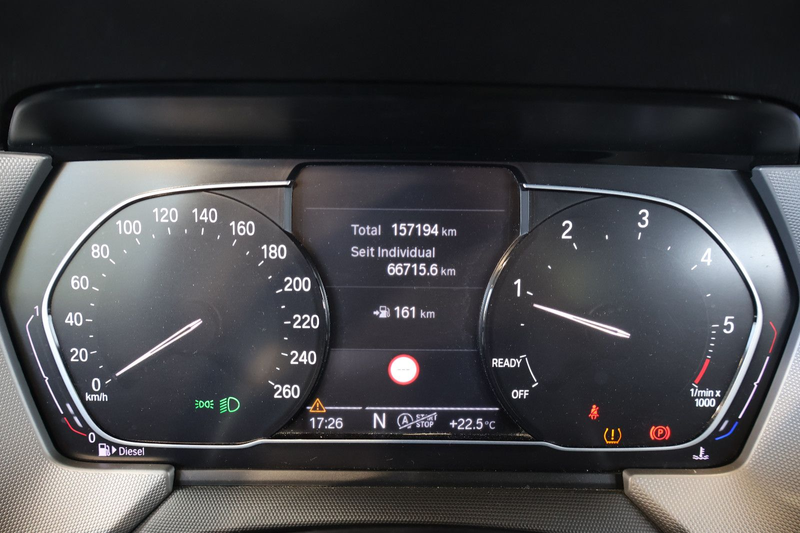 Total 157194 km
Seit Individual
66715.6 km
161 km
17:26 N A START STOP +22.5°C
0 20 40 60 80 100 120 140 160 180 200 220 240 260
km/h
1 2 3 4 5
READY
OFF
1/min x
1000
P
1
0
Diesel